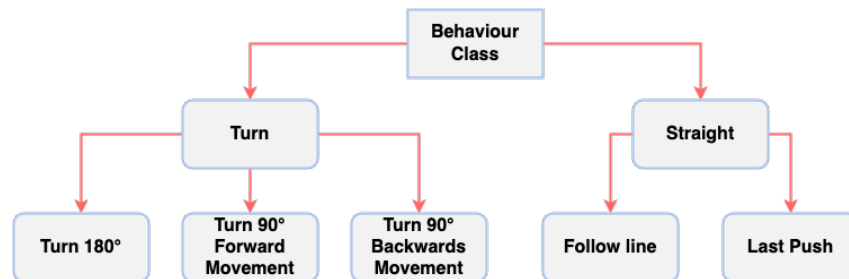 Behaviour
Class
Turn
Straight
Turn 180°
Turn 90°
Forward
Movement
Turn 90°
Backwards
Movement
Follow line
Last Push